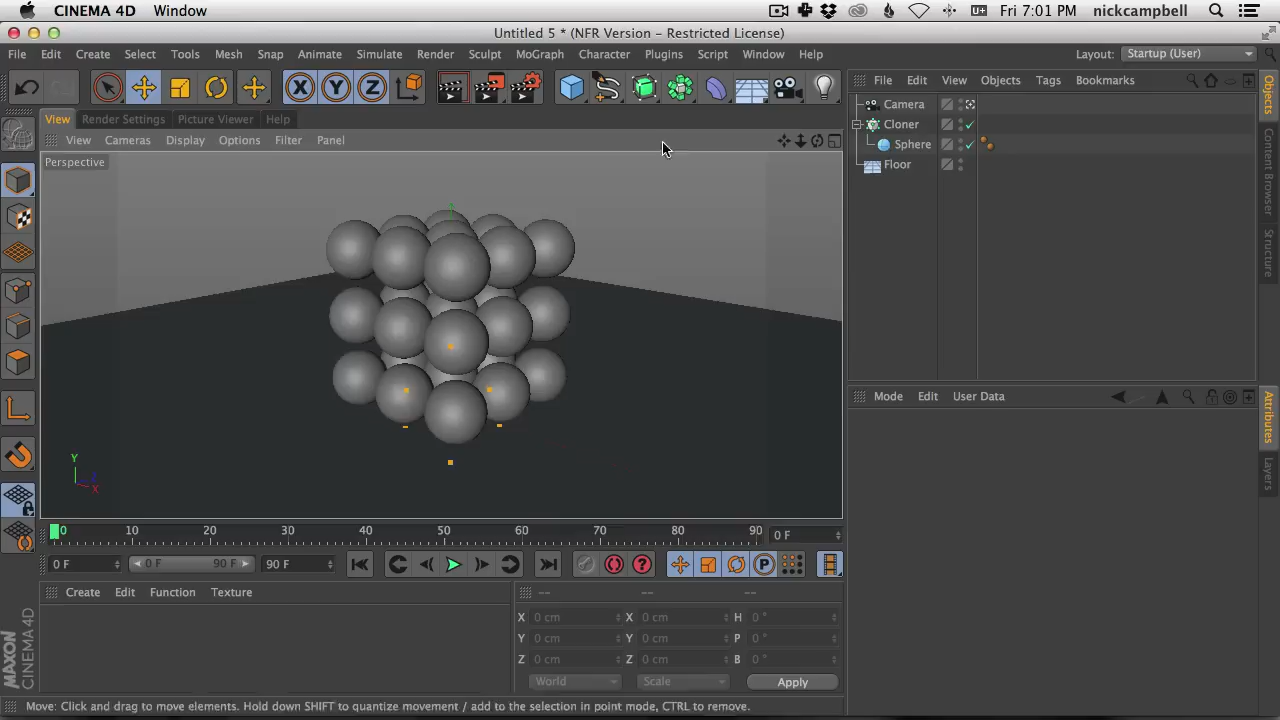 CINEMA 4D Window Fri 7:01 PM nickcampbell
Untitled 5 * (NFR Version - Restricted License)
File Edit Create Select Tools Mesh Snap Animate Simulate Render Sculpt MoGraph Character Plugins Script Window Help Layout: Startup (User)
X Y Z
File Edit View Objects Tags Bookmarks
View Render Settings Picture Viewer Help
View Cameras Display Options Filter Panel
Perspective
Camera
Cloner
Sphere
Floor
Objects
Content Browser
Structure
Mode Edit User Data
Attributes
Layers
Y
Z
X
0 10 20 30 40 50 60 70 80 90 0 F
0 F 0 F 90 F 90 F P
Create Edit Function Texture -- -- --
X 0 cm X 0 cm H 0 °
Y 0 cm Y 0 cm P 0 °
Z 0 cm Z 0 cm B 0 °
World Scale Apply
MAXON CINEMA 4D
Move: Click and drag to move elements. Hold down SHIFT to quantize movement / add to the selection in point mode, CTRL to remove.